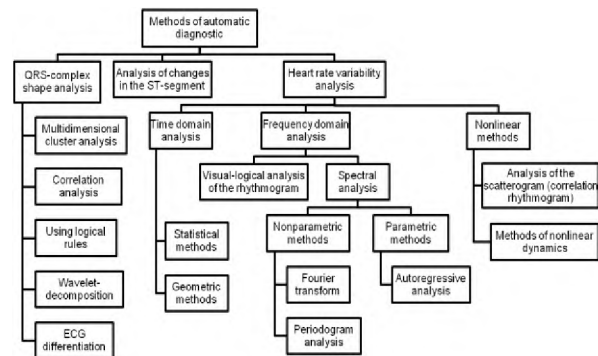 Methods of automatic
diagnostic
QRS-complex
shape analysis
Analysis of changes
in the ST-segment
Heart rate variability
analysis
Multidimensional
cluster analysis
Correlation
analysis
Using logical
rules
Wavelet-
decomposition
ECG
differentiation
Time domain
analysis
Statistical
methods
Geometric
methods
Frequency domain
analysis
Visual-logical analysis
of the rhythmogram
Spectral
analysis
Nonparametric
methods
Fourier
transform
Periodogram
analysis
Parametric
methods
Autoregressive
analysis
Nonlinear
methods
Analysis of the
scatterogram (correlation
rhythmogram)
Methods of nonlinear
dynamics